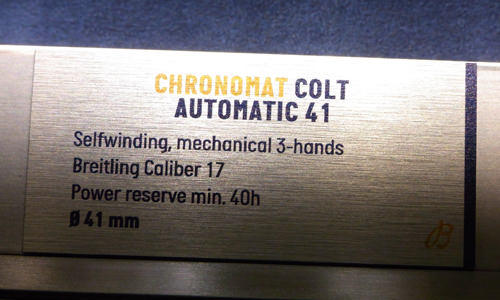 CHRONOMAT COLT
AUTOMATIC 41
Selfwinding, mechanical 3-hands
Breitling Caliber 17
Power reserve min. 40h
Ø 41 mm
B